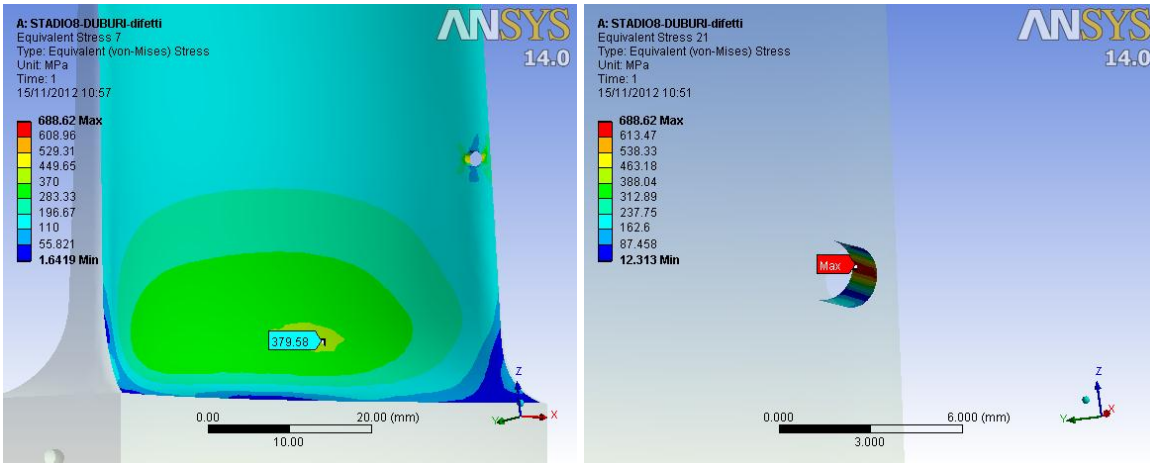 A: STADIO8-DUBURI-difetti
Equivalent Stress 7
Type: Equivalent (von-Mises) Stress
Unit: MPa
Time: 1
15/11/2012 10:57
688.62 Max
608.96
529.31
449.65
370
283.33
196.67
110
55.821
1.6419 Min
ANSYS
14.0
379.58
0.00
20.00 (mm)
10.00
Z
Y
X
A: STADIO8-DUBURI-difetti
Equivalent Stress 21
Type: Equivalent (von-Mises) Stress
Unit: MPa
Time: 1
15/11/2012 10:51
688.62 Max
613.47
538.33
463.18
388.04
312.89
237.75
162.6
87.458
12.313 Min
ANSYS
14.0
Max
0.000
6.000 (mm)
3.000
Z
Y
X